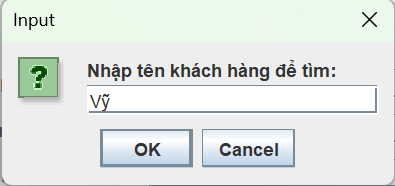 Input
?
Nhập tên khách hàng để tìm:
Vỹ
OK Cancel